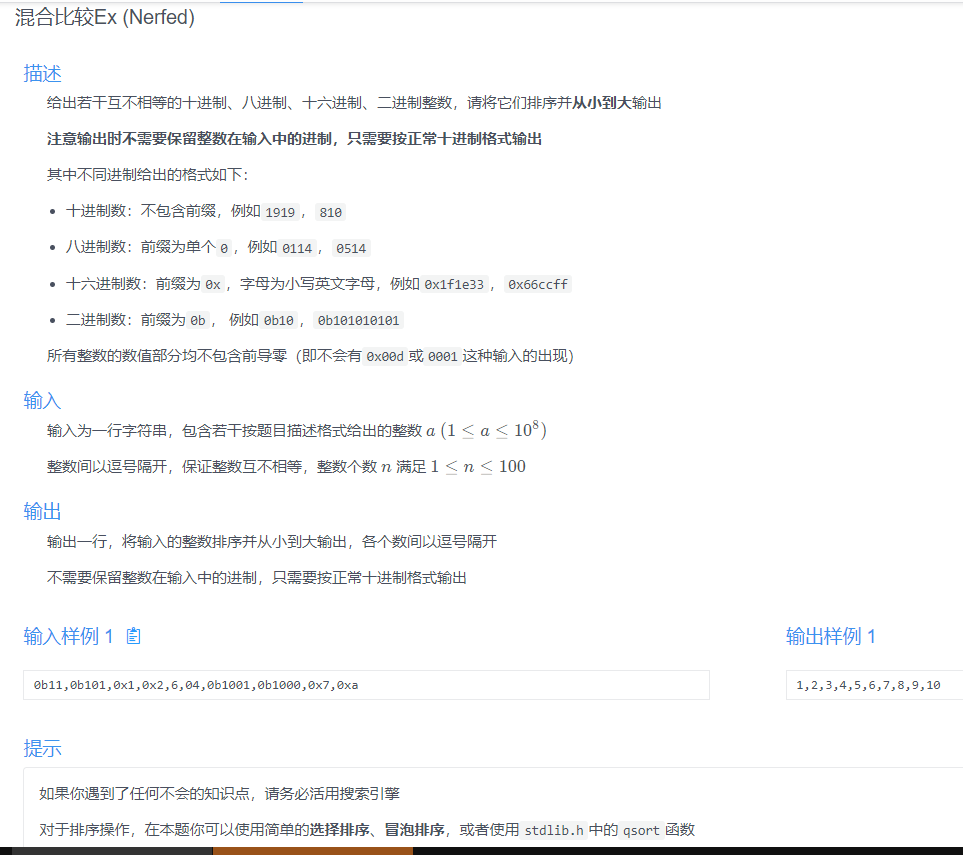 混合比较Ex (Nerfed)
描述
给出若干互不相等的十进制、八进制、十六进制、二进制整数，请将它们排序并从小到大输出
注意输出时不需要保留整数在输入中的进制，只需要按正常十进制格式输出
其中不同进制给出的格式如下：
• 十进制数：不包含前缀，例如 1919 ， 810
• 八进制数：前缀为单个 0 ，例如 0114 ， 0514
• 十六进制数：前缀为 0x ，字母为小写英文字母，例如 0x1f1e33 ， 0x66ccff
• 二进制数：前缀为 0b ， 例如 0b10 ， 0b101010101
所有整数的数值部分均不包含前导零（即不会有 0x00d 或 0001 这种输入的出现）
输入
输入为一行字符串，包含若干按题目描述格式给出的整数 a (1 ≤ a ≤ 10⁸)
整数间以逗号隔开，保证整数互不相等，整数个数 n 满足 1 ≤ n ≤ 100
输出
输出一行，将输入的整数排序并从小到大输出，各个数间以逗号隔开
不需要保留整数在输入中的进制，只需要按正常十进制格式输出
输入样例 1
0b11,0b101,0x1,0x2,6,04,0b1001,0b1000,0x7,0xa
输出样例 1
1,2,3,4,5,6,7,8,9,10
提示
如果你遇到了任何不会的知识点，请务必活用搜索引擎
对于排序操作，在本题你可以使用简单的选择排序、冒泡排序，或者使用 stdlib.h 中的 qsort 函数